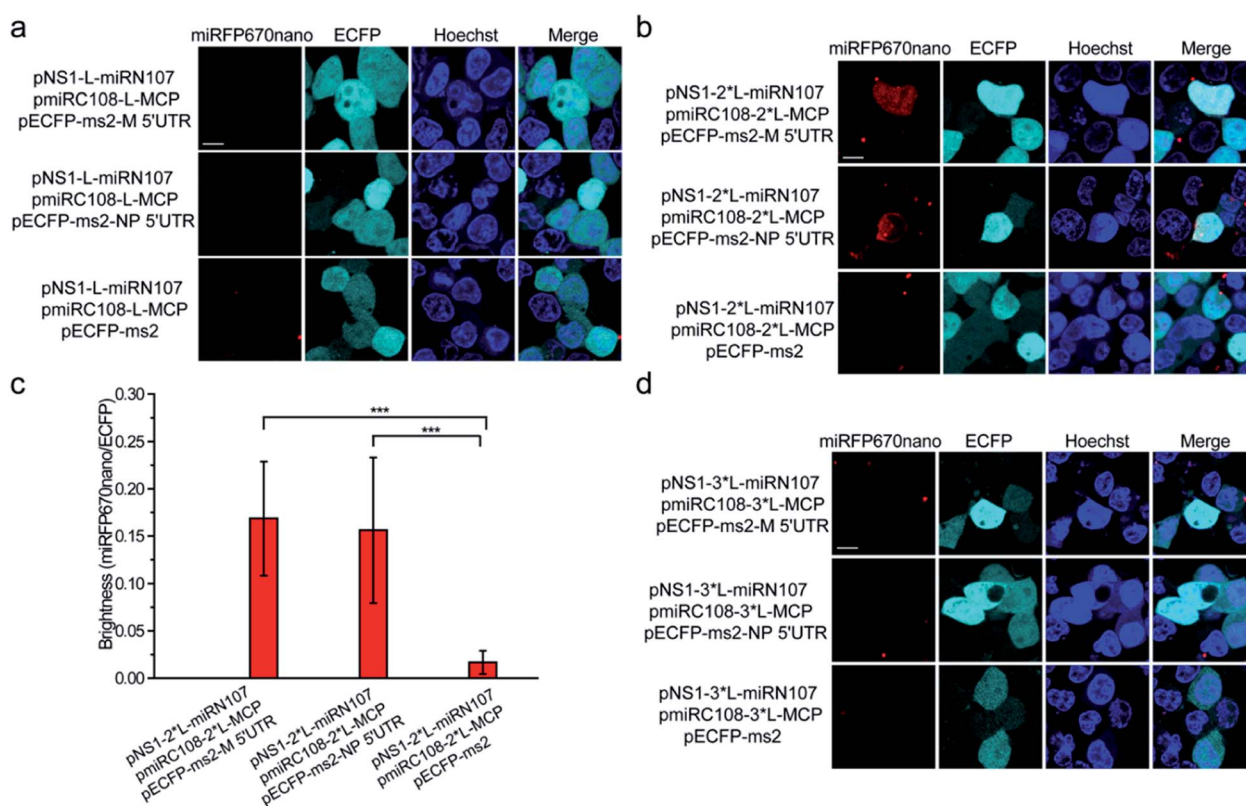 a
miRFP670nano ECFP Hoechst Merge
pNS1-L-miRN107
pmiRC108-L-MCP
pECFP-ms2-M 5'UTR
pNS1-L-miRN107
pmiRC108-L-MCP
pECFP-ms2-NP 5'UTR
pNS1-L-miRN107
pmiRC108-L-MCP
pECFP-ms2
b
miRFP670nano ECFP Hoechst Merge
pNS1-2*L-miRN107
pmiRC108-2*L-MCP
pECFP-ms2-M 5'UTR
pNS1-2*L-miRN107
pmiRC108-2*L-MCP
pECFP-ms2-NP 5'UTR
pNS1-2*L-miRN107
pmiRC108-2*L-MCP
pECFP-ms2
c
Brightness (miRFP670nano/ECFP)
0.30
0.25
0.20
0.15
0.10
0.05
0.00
***
***
pNS1-2*L-miRN107
pmiRC108-2*L-MCP
pECFP-ms2-M 5'UTR
pNS1-2*L-miRN107
pmiRC108-2*L-MCP
pECFP-ms2-NP 5'UTR
pNS1-2*L-miRN107
pmiRC108-2*L-MCP
pECFP-ms2
d
miRFP670nano ECFP Hoechst Merge
pNS1-3*L-miRN107
pmiRC108-3*L-MCP
pECFP-ms2-M 5'UTR
pNS1-3*L-miRN107
pmiRC108-3*L-MCP
pECFP-ms2-NP 5'UTR
pNS1-3*L-miRN107
pmiRC108-3*L-MCP
pECFP-ms2